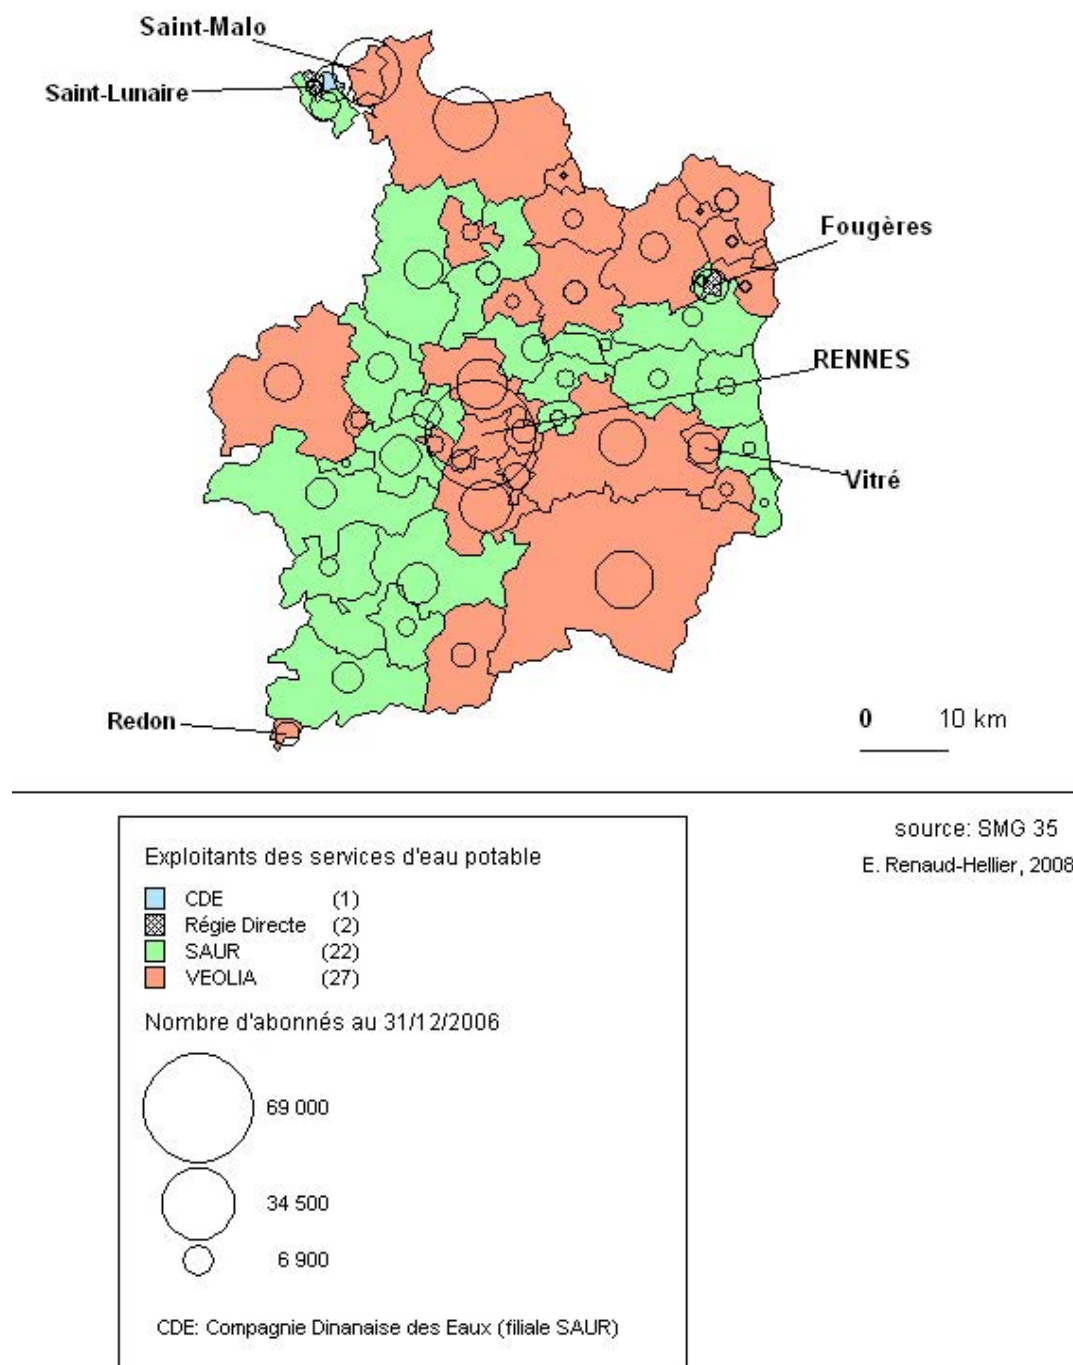 Saint-Malo
Saint-Lunaire
Fougères
RENNES
Vitré
Redon
0 10 km
source: SMG 35
E. Renaud-Hellier, 2008
Exploitants des services d'eau potable
CDE (1)
Régie Directe (2)
SAUR (22)
VEOLIA (27)
Nombre d'abonnés au 31/12/2006
69 000
34 500
6 900
CDE: Compagnie Dinanaise des Eaux (filiale SAUR)